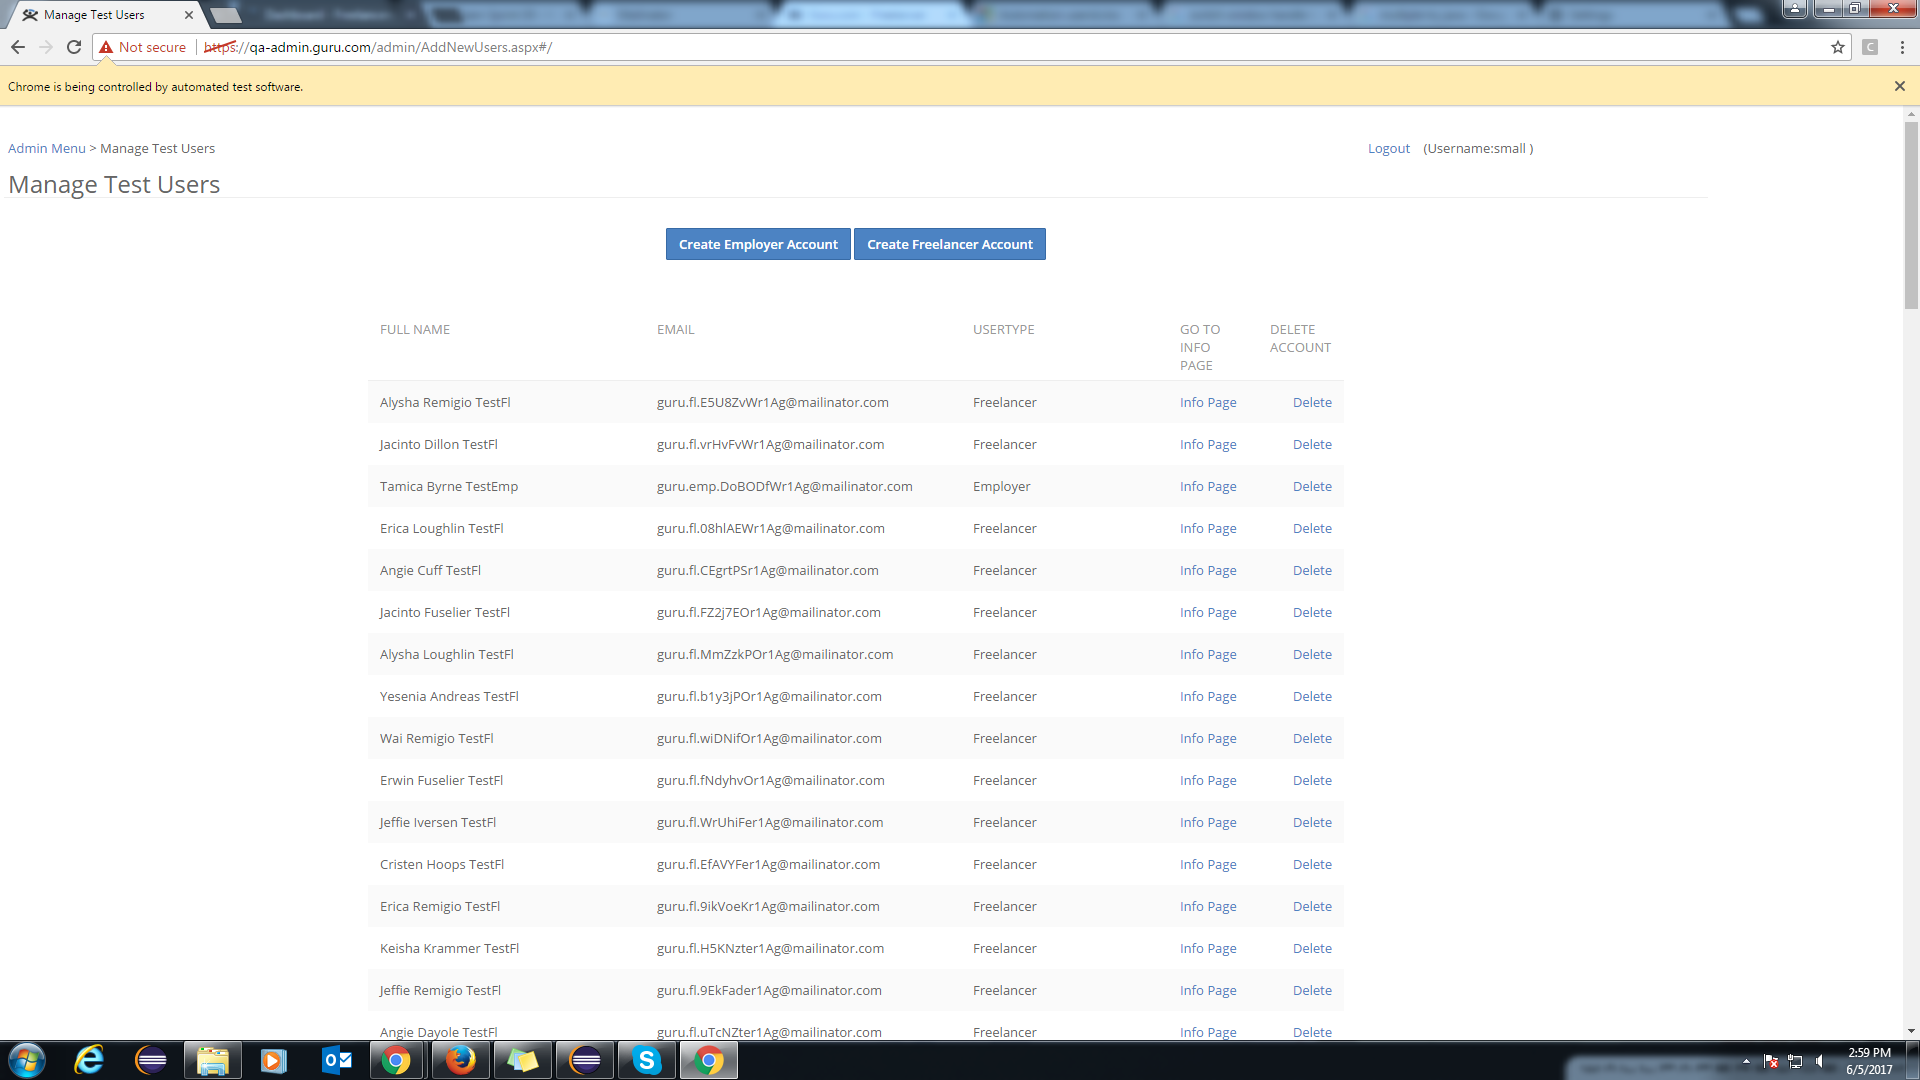 Manage Test Users
Not secure https://qa-admin.guru.com/admin/AddNewUsers.aspx#/
C
Chrome is being controlled by automated test software.
Admin Menu > Manage Test Users
Logout (Username:small )
Manage Test Users
Create Employer Account Create Freelancer Account
FULL NAME EMAIL USERTYPE GO TO INFO PAGE DELETE ACCOUNT
Alysha Remigio TestFl guru.fl.E5U8ZvWr1Ag@mailinator.com Freelancer Info Page Delete
Jacinto Dillon TestFl guru.fl.vrHvFvWr1Ag@mailinator.com Freelancer Info Page Delete
Tamica Byrne TestEmp guru.emp.DoBODfWr1Ag@mailinator.com Employer Info Page Delete
Erica Loughlin TestFl guru.fl.08hlAEWr1Ag@mailinator.com Freelancer Info Page Delete
Angie Cuff TestFl guru.fl.CEgrtPSr1Ag@mailinator.com Freelancer Info Page Delete
Jacinto Fuselier TestFl guru.fl.FZ2j7EOr1Ag@mailinator.com Freelancer Info Page Delete
Alysha Loughlin TestFl guru.fl.MmZzkPOr1Ag@mailinator.com Freelancer Info Page Delete
Yesenia Andreas TestFl guru.fl.b1y3jPOr1Ag@mailinator.com Freelancer Info Page Delete
Wai Remigio TestFl guru.fl.wiDNifOr1Ag@mailinator.com Freelancer Info Page Delete
Erwin Fuselier TestFl guru.fl.fNdyhvOr1Ag@mailinator.com Freelancer Info Page Delete
Jeffie Iversen TestFl guru.fl.WrUhiFer1Ag@mailinator.com Freelancer Info Page Delete
Cristen Hoops TestFl guru.fl.EfAVYFer1Ag@mailinator.com Freelancer Info Page Delete
Erica Remigio TestFl guru.fl.9ikVoeKr1Ag@mailinator.com Freelancer Info Page Delete
Keisha Krammer TestFl guru.fl.H5KNzter1Ag@mailinator.com Freelancer Info Page Delete
Jeffie Remigio TestFl guru.fl.9EkFader1Ag@mailinator.com Freelancer Info Page Delete
Angie Dayole TestFl guru.fl.uTcNZter1Ag@mailinator.com Freelancer Info Page Delete
2:59 PM
6/5/2017